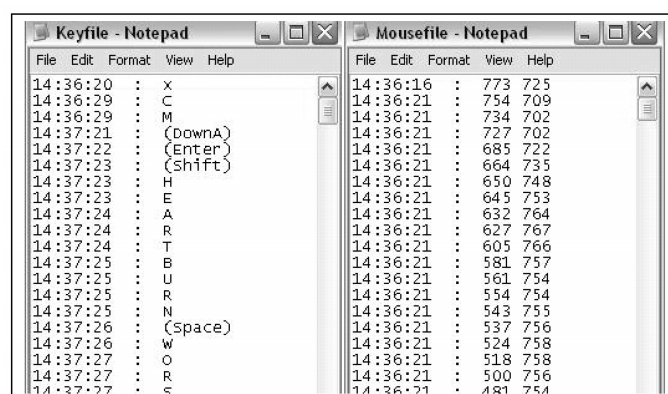 Keyfile - Notepad
File Edit Format View Help
14:36:20 : X
14:36:29 : C
14:36:29 : M
14:37:21 : (DownA)
14:37:22 : (Enter)
14:37:23 : (Shift)
14:37:23 : H
14:37:23 : E
14:37:24 : A
14:37:24 : R
14:37:24 : T
14:37:25 : B
14:37:25 : U
14:37:25 : R
14:37:25 : N
14:37:26 : (Space)
14:37:26 : W
14:37:27 : O
14:37:27 : R
14:37:27 : S
Mousefile - Notepad
File Edit Format View Help
14:36:16 : 773 725
14:36:21 : 754 709
14:36:21 : 734 702
14:36:21 : 727 702
14:36:21 : 685 722
14:36:21 : 664 735
14:36:21 : 650 748
14:36:21 : 645 753
14:36:21 : 632 764
14:36:21 : 627 767
14:36:21 : 605 766
14:36:21 : 581 757
14:36:21 : 561 754
14:36:21 : 554 754
14:36:21 : 543 755
14:36:21 : 537 756
14:36:21 : 524 758
14:36:21 : 518 758
14:36:21 : 500 756
14:36:21 : 481 754